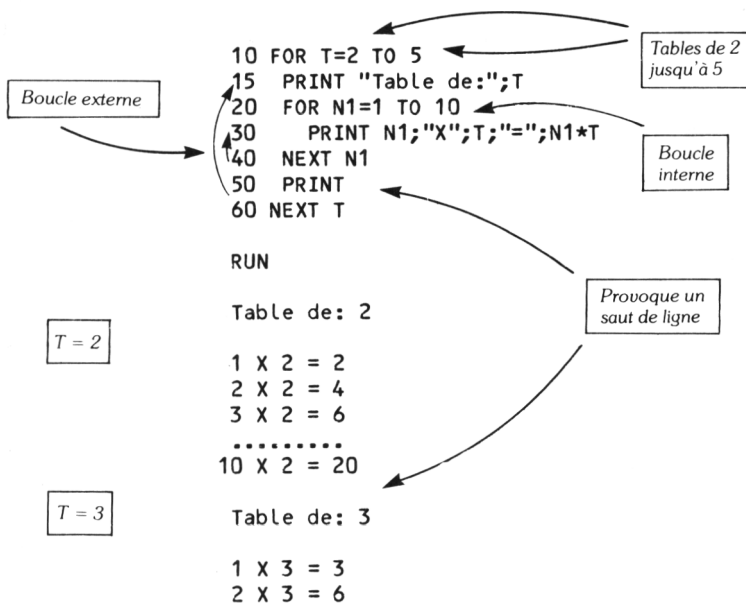 10 FOR T=2 TO 5
15 PRINT "Table de:";T
20 FOR N1=1 TO 10
30 PRINT N1;"X";T;"=";N1*T
40 NEXT N1
50 PRINT
60 NEXT T
Tables de 2
jusqu'à 5
Boucle externe
Boucle
interne
RUN
Provoque un
saut de ligne
Table de: 2
T = 2
1 X 2 = 2
2 X 2 = 4
3 X 2 = 6
.........
10 X 2 = 20
T = 3
Table de: 3
1 X 3 = 3
2 X 3 = 6